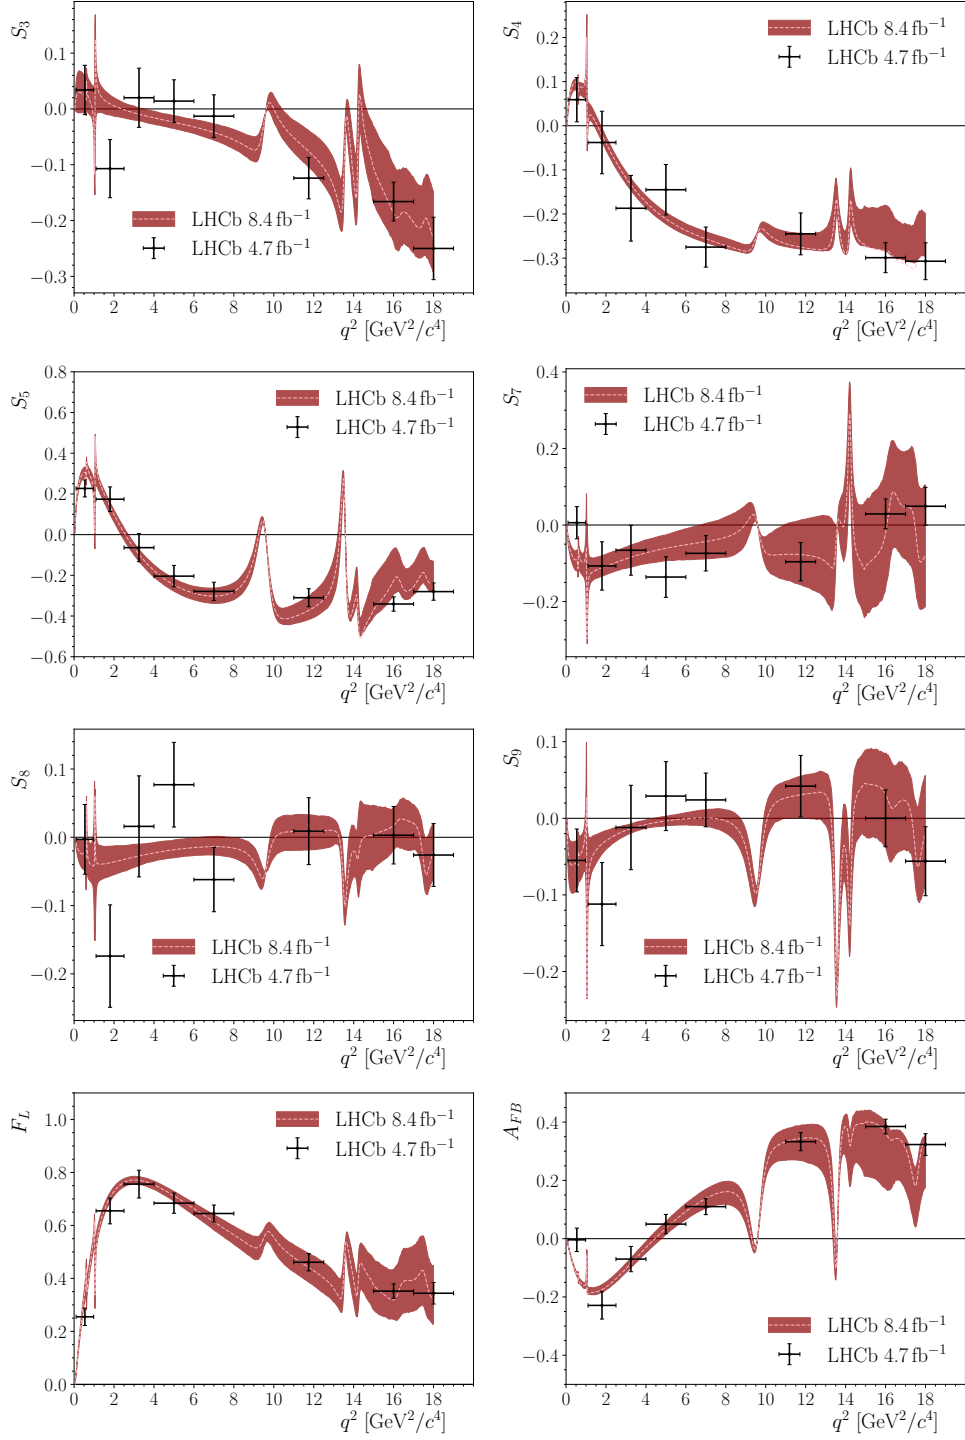 S₃
0.1
0.0
−0.1
−0.2
−0.3
LHCb 8.4 fb⁻¹
LHCb 4.7 fb⁻¹
0 2 4 6 8 10 12 14 16 18
q² [GeV²/c⁴]
S₄
0.2
0.1
0.0
−0.1
−0.2
−0.3
LHCb 8.4 fb⁻¹
LHCb 4.7 fb⁻¹
0 2 4 6 8 10 12 14 16 18
q² [GeV²/c⁴]
S₅
0.8
0.6
0.4
0.2
0.0
−0.2
−0.4
−0.6
LHCb 8.4 fb⁻¹
LHCb 4.7 fb⁻¹
0 2 4 6 8 10 12 14 16 18
q² [GeV²/c⁴]
S₇
0.4
0.2
0.0
−0.2
LHCb 8.4 fb⁻¹
LHCb 4.7 fb⁻¹
0 2 4 6 8 10 12 14 16 18
q² [GeV²/c⁴]
S₈
0.1
0.0
−0.1
−0.2
LHCb 8.4 fb⁻¹
LHCb 4.7 fb⁻¹
0 2 4 6 8 10 12 14 16 18
q² [GeV²/c⁴]
S₉
0.1
0.0
−0.1
−0.2
LHCb 8.4 fb⁻¹
LHCb 4.7 fb⁻¹
0 2 4 6 8 10 12 14 16 18
q² [GeV²/c⁴]
F_L
1.0
0.8
0.6
0.4
0.2
0.0
LHCb 8.4 fb⁻¹
LHCb 4.7 fb⁻¹
0 2 4 6 8 10 12 14 16 18
q² [GeV²/c⁴]
A_FB
0.4
0.2
0.0
−0.2
−0.4
LHCb 8.4 fb⁻¹
LHCb 4.7 fb⁻¹
0 2 4 6 8 10 12 14 16 18
q² [GeV²/c⁴]